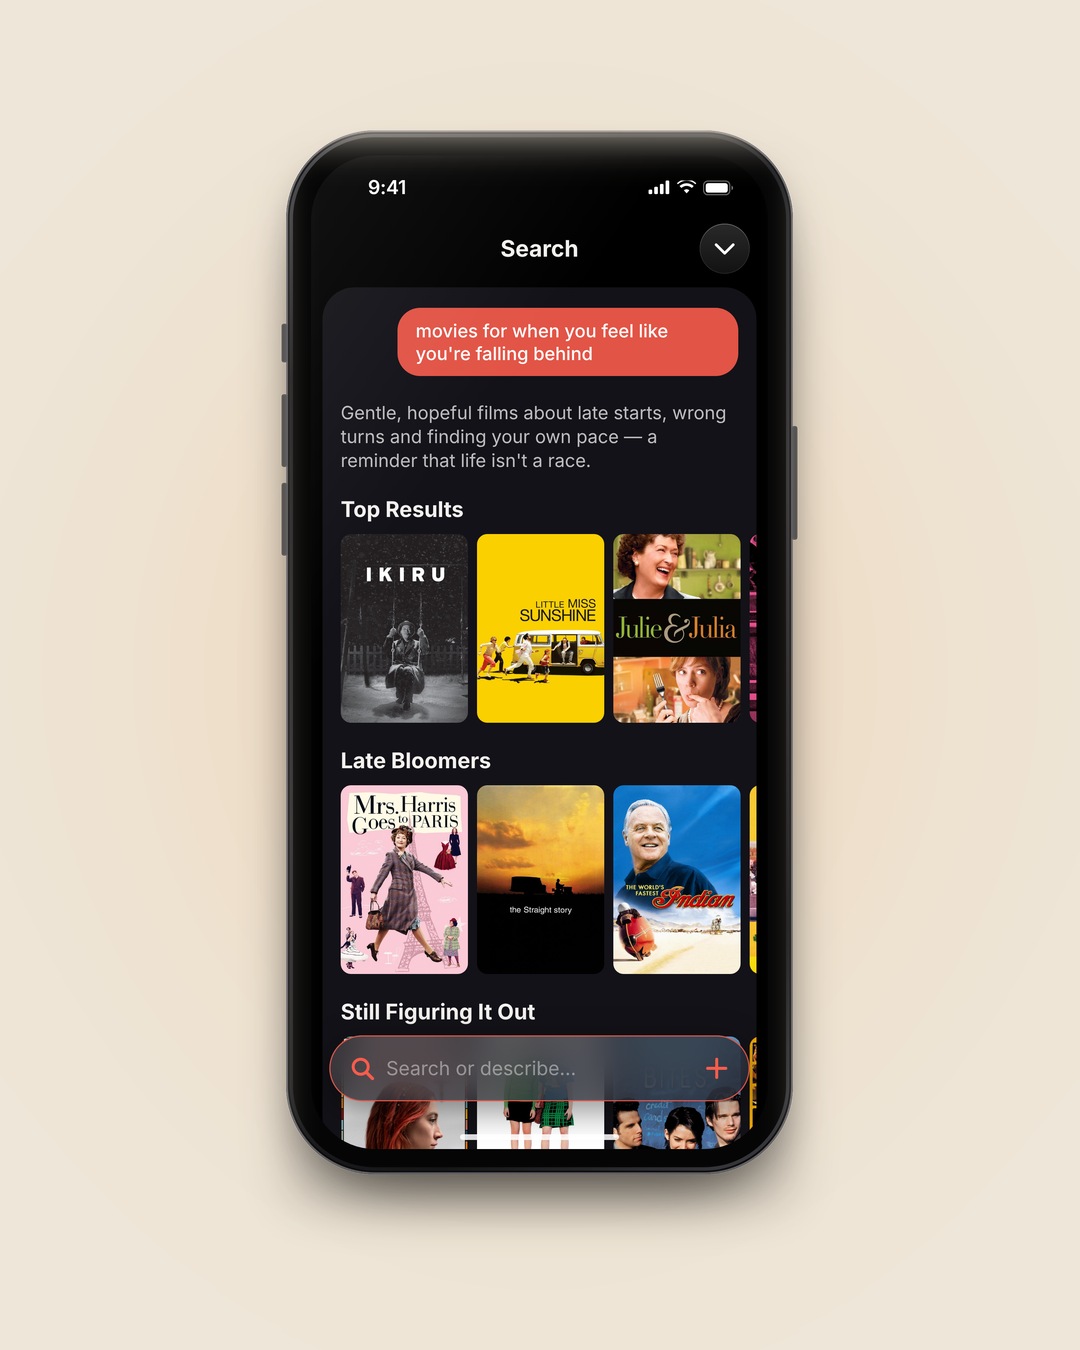 9:41
Search
movies for when you feel like
you're falling behind
Gentle, hopeful films about late starts, wrong
turns and finding your own pace — a
reminder that life isn't a race.
Top Results
IKIRU
LITTLE MISS
SUNSHINE
Julie&Julia
Late Bloomers
Mrs. Harris
Goes to PARIS
the Straight story
THE WORLD'S
FASTEST
Indian
Still Figuring It Out
Search or describe...
BITES